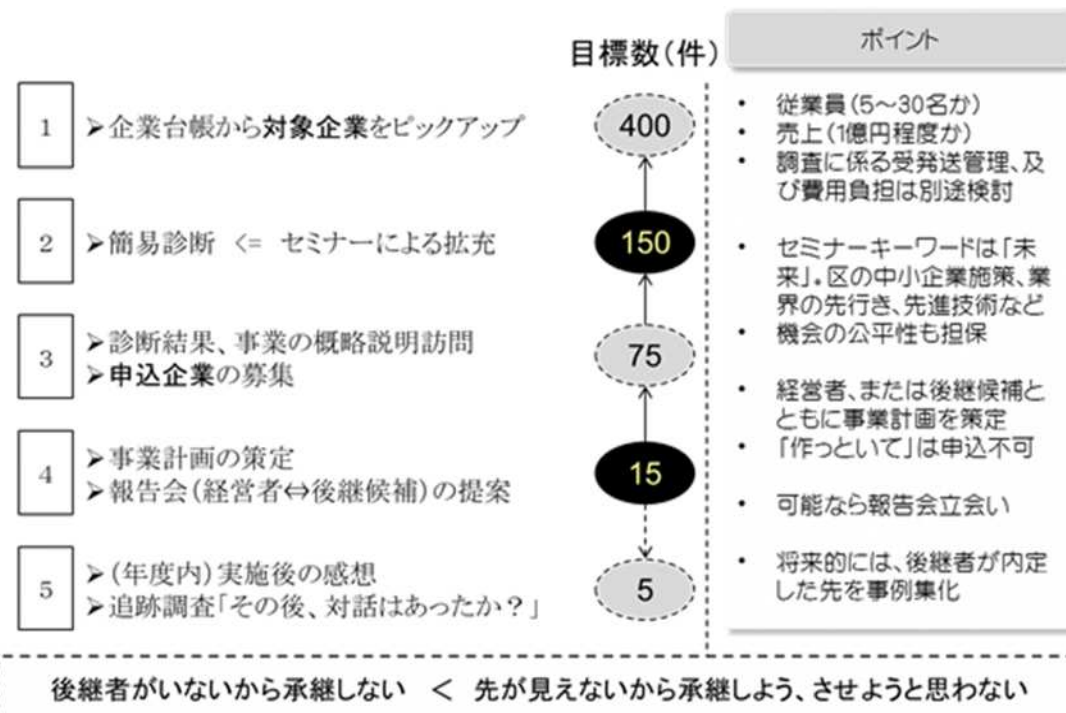 目標数(件)
1
➢企業台帳から対象企業をピックアップ
400
2
➢簡易診断 <= セミナーによる拡充
150
3
➢診断結果、事業の概略説明訪問
➢申込企業の募集
75
4
➢事業計画の策定
➢報告会(経営者⇔後継候補)の提案
15
5
➢(年度内)実施後の感想
➢追跡調査「その後、対話はあったか?」
5
ポイント
• 従業員(5~30名か)
• 売上(1億円程度か)
• 調査に係る受発送管理、及
び費用負担は別途検討
• セミナーキーワードは「未
来」。区の中小企業施策、業
界の先行き、先進技術など
• 機会の公平性も担保
• 経営者、または後継候補と
ともに事業計画を策定
• 「作っといて」は申込不可
• 可能なら報告会立会い
• 将来的には、後継者が内定
した先を事例集化
後継者がいないから承継しない < 先が見えないから承継しよう、させようと思わない